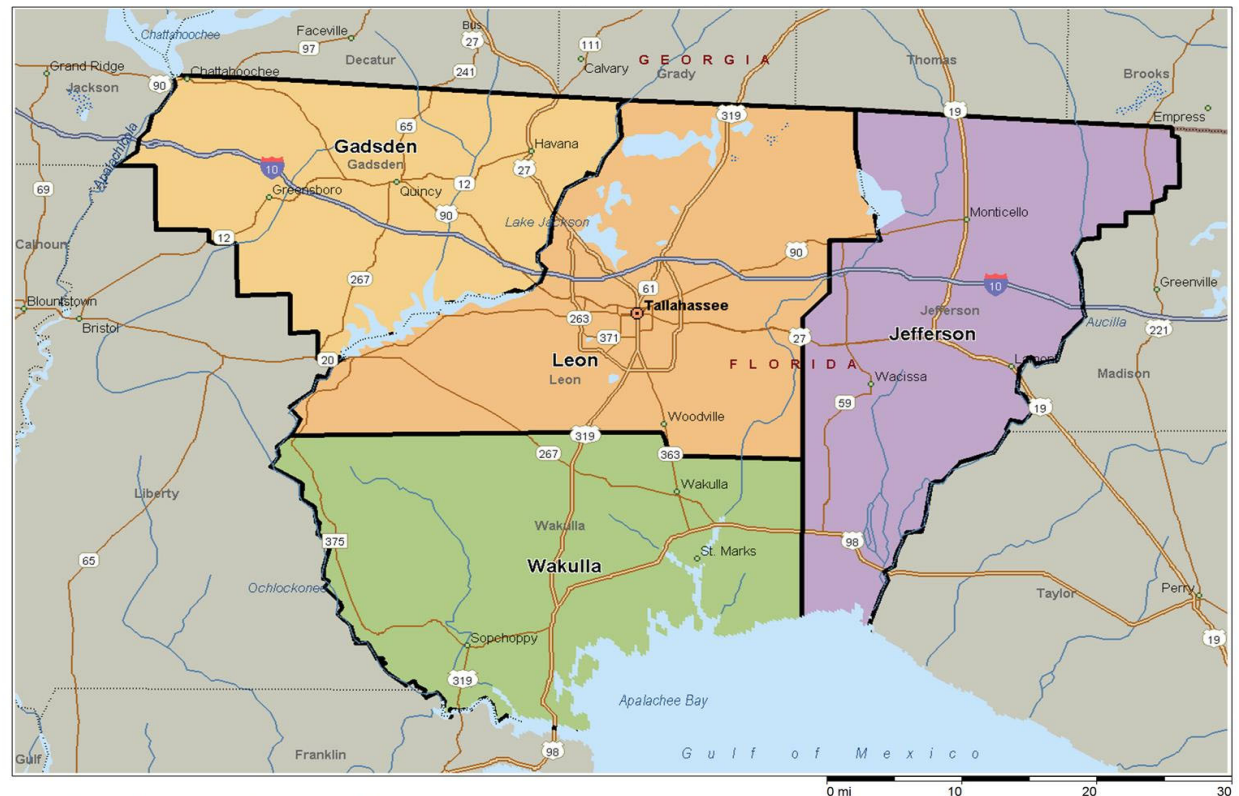 Chattahoochee
Faceville
Bus
27
97
111
GEORGIA
Decatur
241
Calvary
Grady
Thomas
Grand Ridge
Jackson
90
Chattahoochee
Brooks
Empress
319
19
65
Gadsden
Gadsden
Havana
Apalachicola
10
27
69
Greensboro
Quincy
12
90
Lake Jackson
Monticello
Calhoun
12
90
267
61
10
Greenville
Blountstown
Bristol
Tallahassee
263
371
Jefferson
Jefferson
Aucilla
221
20
Leon
Leon
27
FLORIDA
Lamont
Madison
Wacissa
59
19
Woodville
319
267
363
Liberty
Wakulla
Wakulla
375
98
65
St. Marks
Wakulla
Ochlockonee
Taylor
Perry
Sopchoppy
19
319
Apalachee Bay
Gulf
Franklin
98
Gulf of Mexico
0 mi 10 20 30